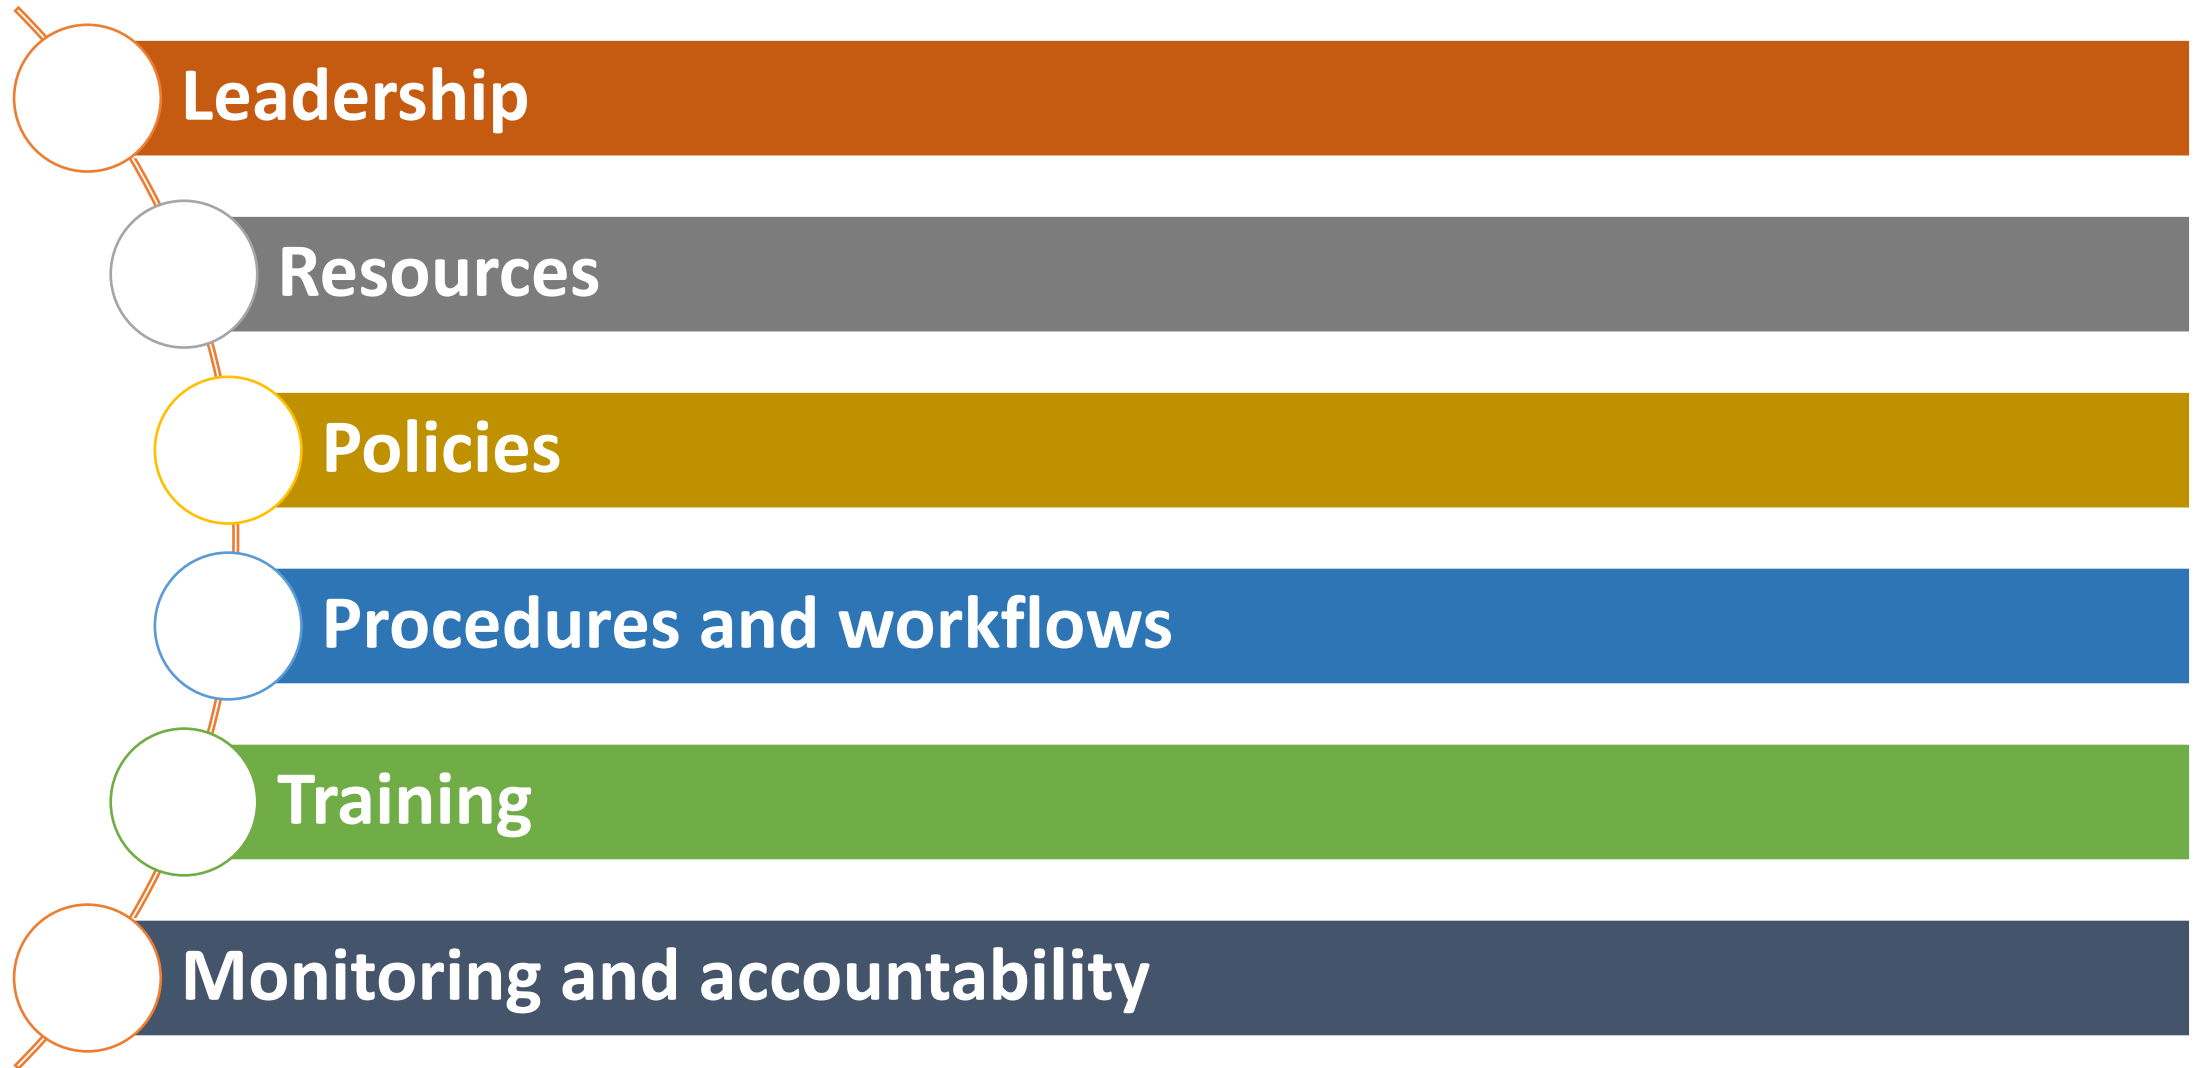 Leadership
Resources
Policies
Procedures and workflows
Training
Monitoring and accountability